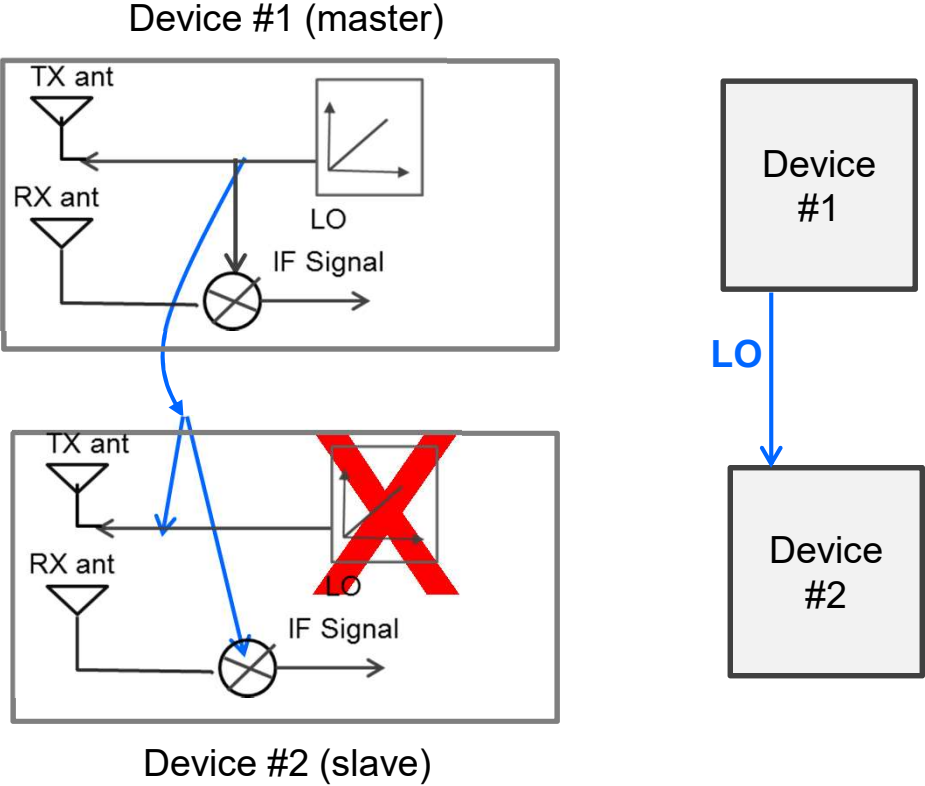 Device #1 (master)
TX ant
RX ant
LO
IF Signal
TX ant
RX ant
LO
IF Signal
Device #2 (slave)
Device
#1
LO
Device
#2